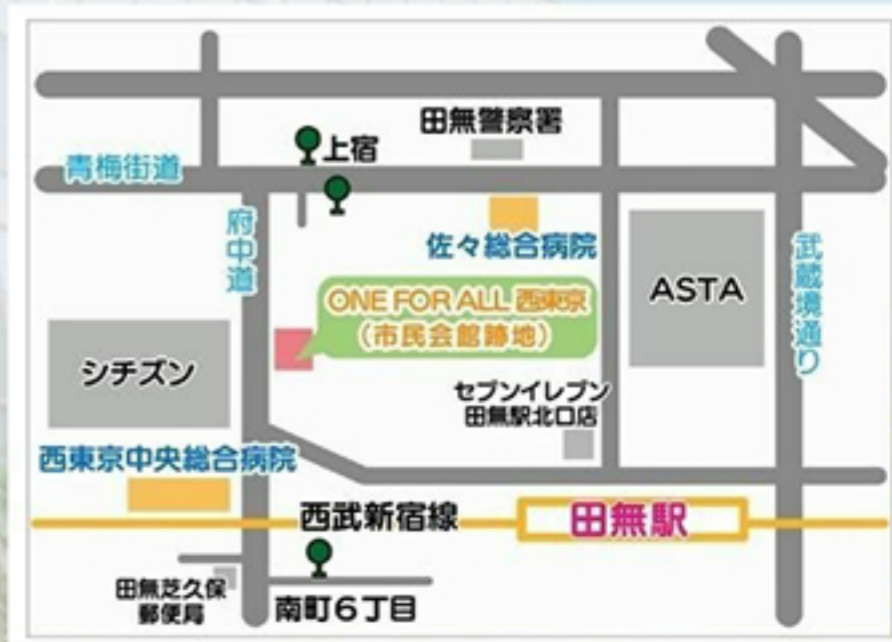 田無警察署
上宿
青梅街道
府中道
佐々総合病院
武蔵境通り
ASTA
ONE FOR ALL 西東京
(市民会館跡地)
シチズン
セブンイレブン
田無駅北口店
西東京中央総合病院
西武新宿線
田無駅
田無芝久保
郵便局
南町6丁目